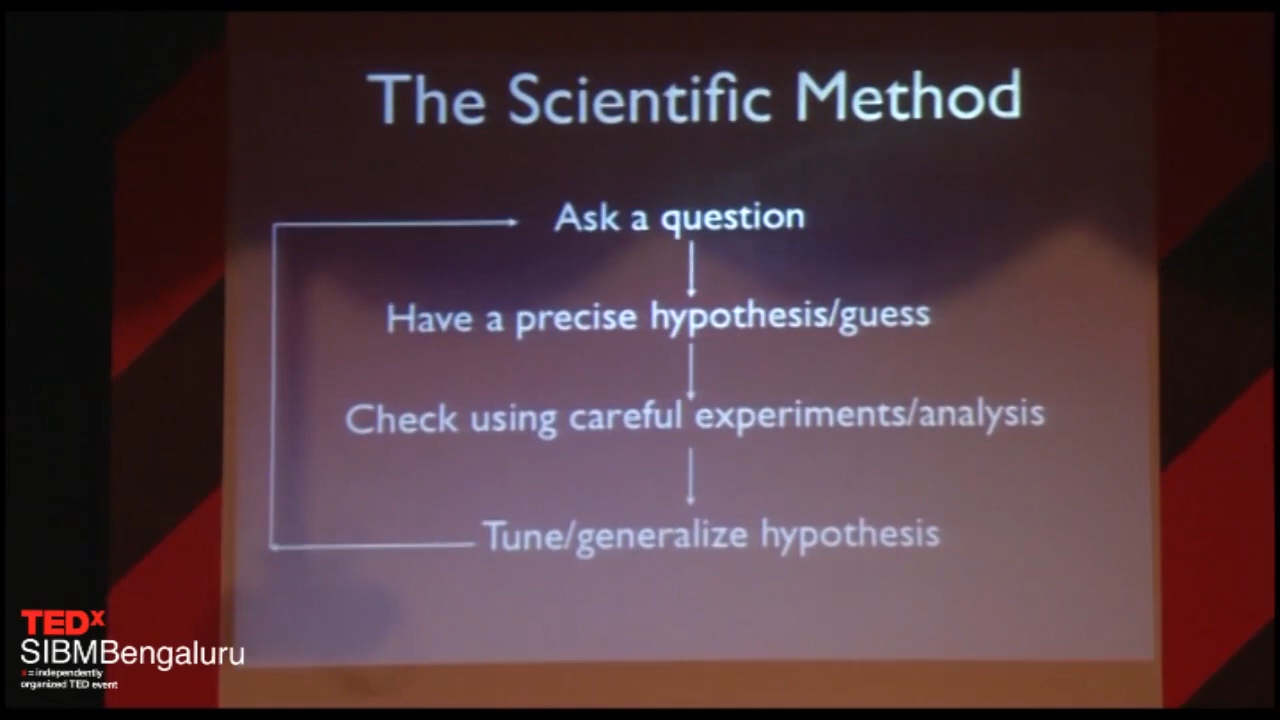 The Scientific Method
Ask a question
Have a precise hypothesis/guess
Check using careful experiments/analysis
Tune/generalize hypothesis
TEDx
SIBMBengaluru
x = independently
organized TED event